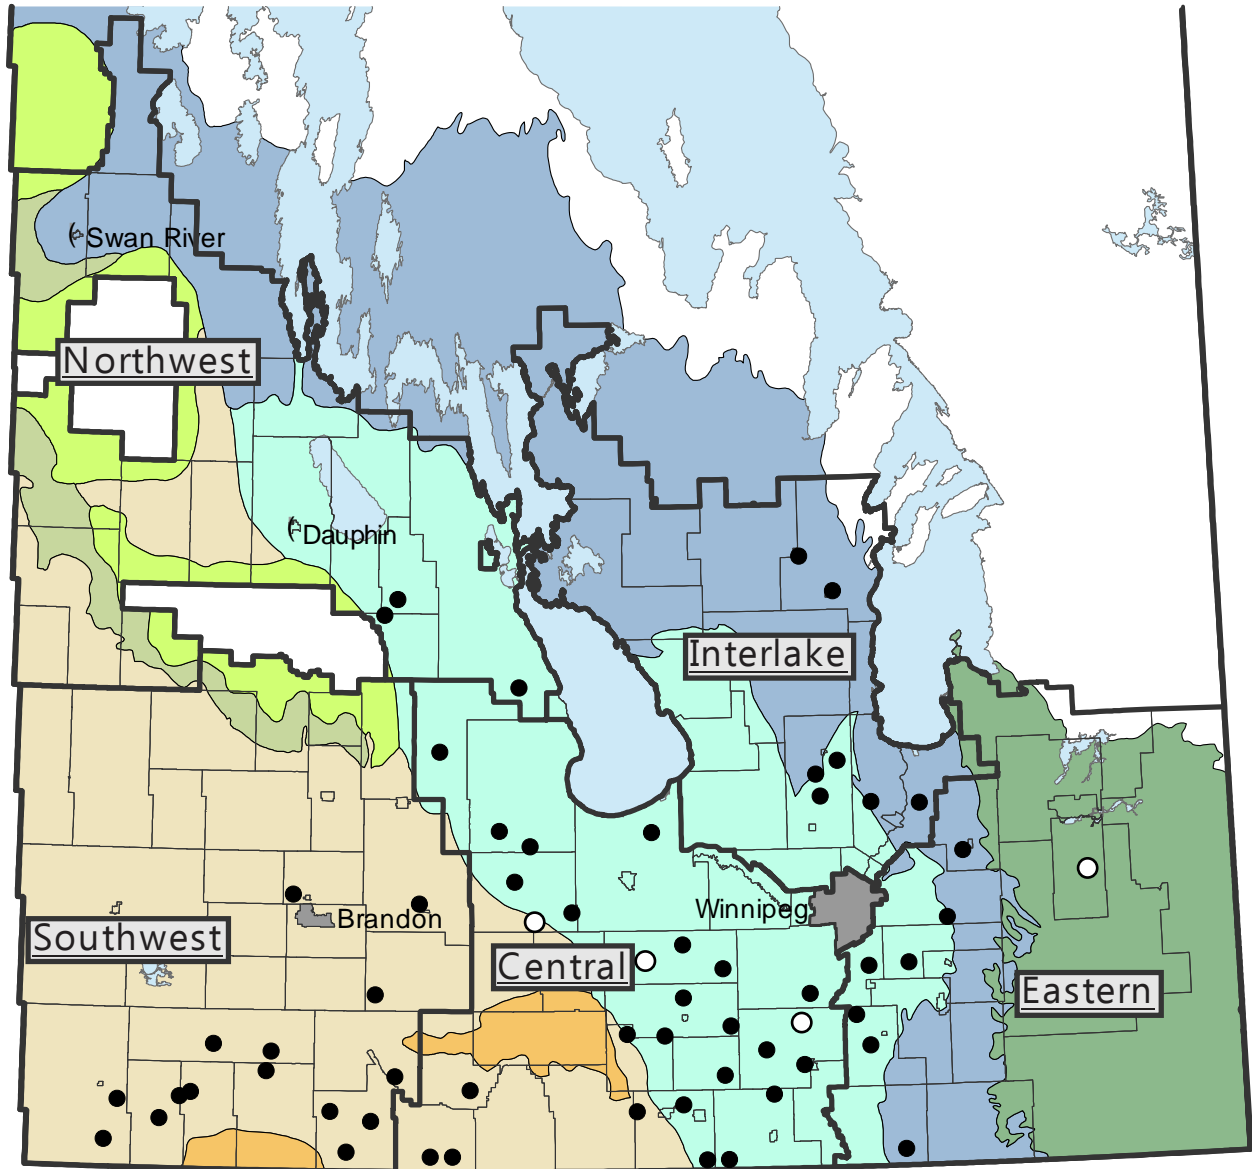 Swan River
Northwest
Dauphin
Interlake
Winnipeg
Brandon
Southwest
Central
Eastern